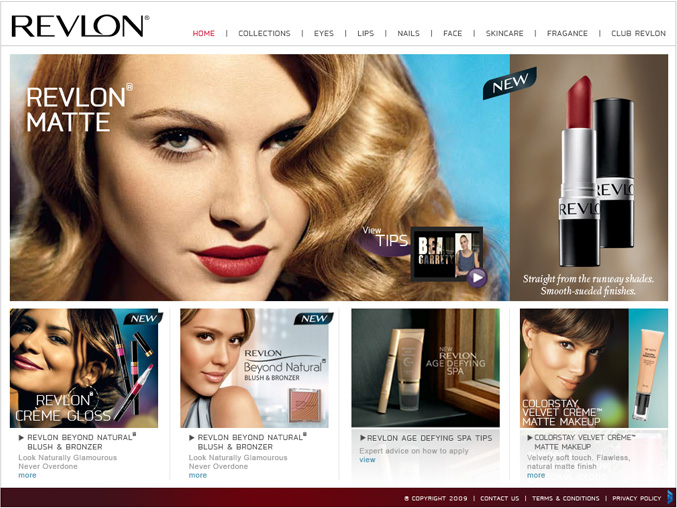 REVLON®
HOME | COLLECTIONS | EYES | LIPS | NAILS | FACE | SKINCARE | FRAGANCE | CLUB REVLON
REVLON®
MATTE
NEW
REVLON
REVLO
View
TIPS
BEAU
GARRETT
Straight from the runway shades.
Smooth-sueded finishes.
NEW
REVLON®
CRÈME GLOSS
NEW
REVLON
Beyond Natural®
BLUSH & BRONZER
NEW
REVLON
AGE DEFYING
SPA
COLORSTAY
VELVET CRÈME™
MATTE MAKEUP
REVLON BEYOND NATURAL®
BLUSH & BRONZER
Look Naturally Glamourous
Never Overdone
more
REVLON BEYOND NATURAL®
BLUSH & BRONZER
Look Naturally Glamourous
Never Overdone
more
REVLON AGE DEFYING SPA TIPS
Expert advice on how to apply
view
COLORSTAY VELVET CRÈME™
MATTE MAKEUP
Velvety soft touch. Flawless,
natural matte finish
more
© COPYRIGHT 2009 | CONTACT US | TERMS & CONDITIONS | PRIVACY POLICY